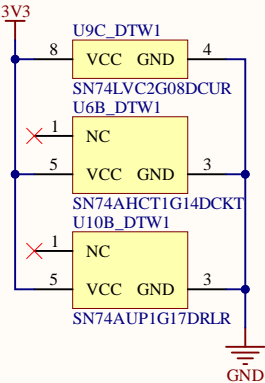 3V3
U9C_DTW1
8 VCC GND 4
SN74LVC2G08DCUR
U6B_DTW1
1 NC
5 VCC GND 3
SN74AHCT1G14DCKT
U10B_DTW1
1 NC
5 VCC GND 3
SN74AUP1G17DRLR
GND